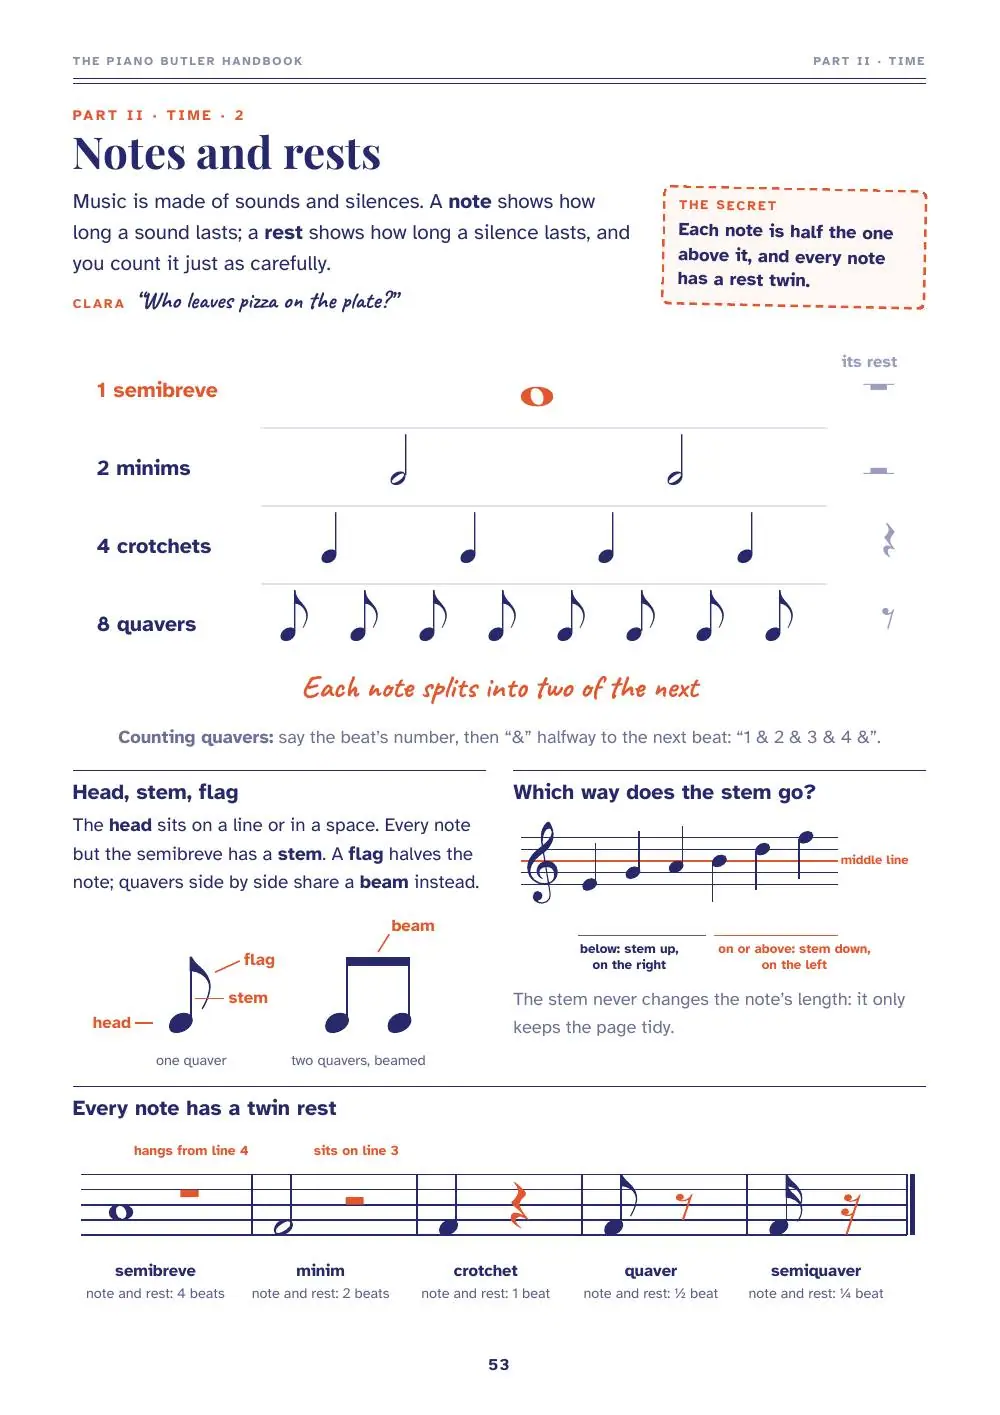 THE PIANO BUTLER HANDBOOK
PART II · TIME
PART II · TIME · 2
Notes and rests
Music is made of sounds and silences. A note shows how
long a sound lasts; a rest shows how long a silence lasts, and
you count it just as carefully.
CLARA “Who leaves pizza on the plate?”
THE SECRET
Each note is half the one
above it, and every note
has a rest twin.
its rest
1 semibreve
2 minims
4 crotchets
8 quavers
Each note splits into two of the next
Counting quavers: say the beat’s number, then “&” halfway to the next beat: “1 & 2 & 3 & 4 &”.
Head, stem, flag
The head sits on a line or in a space. Every note
but the semibreve has a stem. A flag halves the
note; quavers side by side share a beam instead.
beam
flag
stem
head
one quaver
two quavers, beamed
Which way does the stem go?
middle line
below: stem up,
on the right
on or above: stem down,
on the left
The stem never changes the note’s length: it only
keeps the page tidy.
Every note has a twin rest
hangs from line 4
sits on line 3
semibreve
note and rest: 4 beats
minim
note and rest: 2 beats
crotchet
note and rest: 1 beat
quaver
note and rest: ½ beat
semiquaver
note and rest: ¼ beat
53